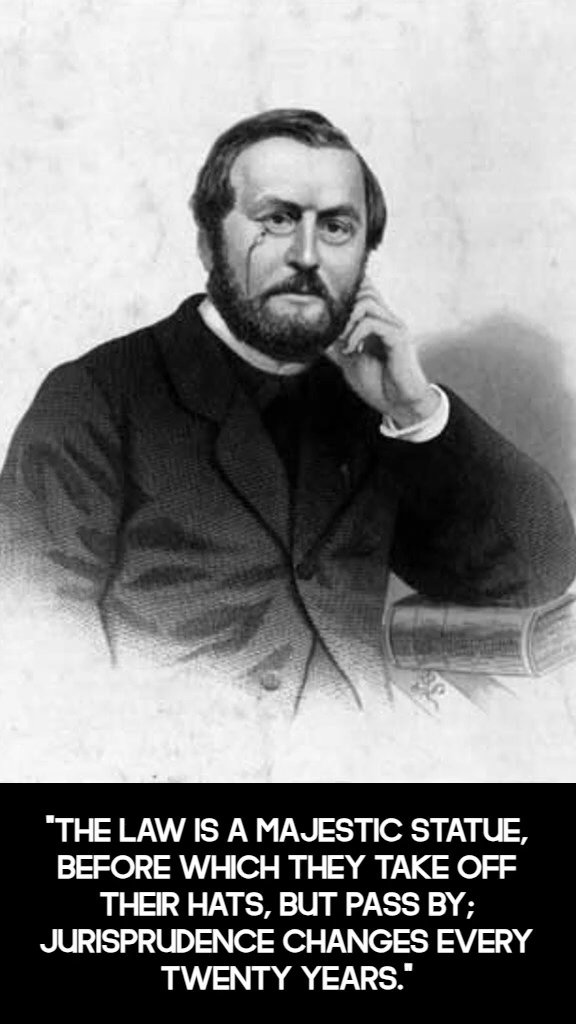 "THE LAW IS A MAJESTIC STATUE,
BEFORE WHICH THEY TAKE OFF
THEIR HATS, BUT PASS BY;
JURISPRUDENCE CHANGES EVERY
TWENTY YEARS."